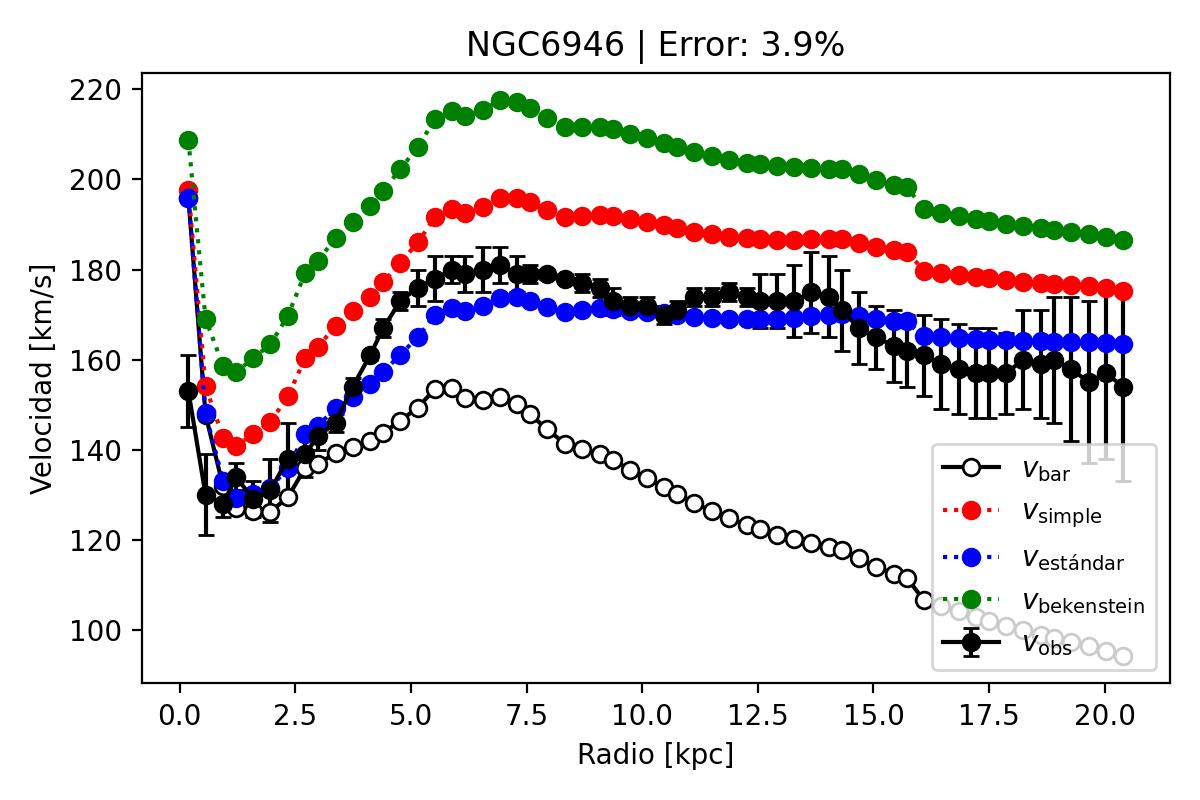 NGC6946 | Error: 3.9%
Velocidad [km/s]
220
200
180
160
140
120
100
v_bar
v_simple
v_estándar
v_bekenstein
v_obs
0.0 2.5 5.0 7.5 10.0 12.5 15.0 17.5 20.0
Radio [kpc]